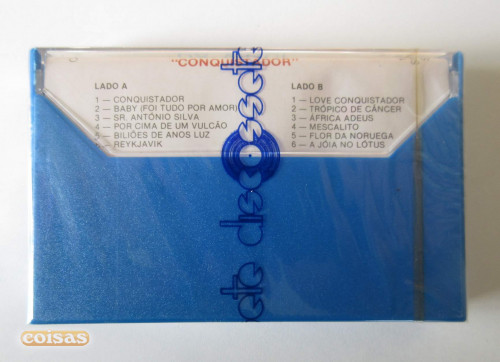 "CONQUISTADOR"
LADO A
1 — CONQUISTADOR
2 — BABY (FOI TUDO POR AMOR)
3 — SR. ANTÓNIO SILVA
4 — POR CIMA DE UM VULCÃO
5 — BILIÕES DE ANOS LUZ
6 — REYKJAVIK
LADO B
1 — LOVE CONQUISTADOR
2 — TRÓPICO DE CÂNCER
3 — ÁFRICA ADEUS
4 — MESCALITO
5 — FLOR DA NORUEGA
6 — A JÓIA NO LÓTUS
discossete
coisas